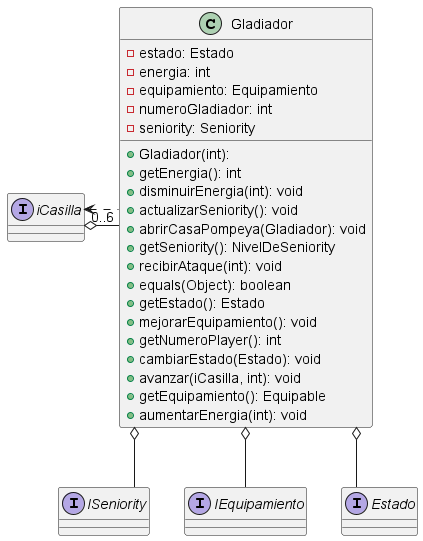 C Gladiador
estado: Estado
energia: int
equipamiento: Equipamiento
numeroGladiador: int
seniority: Seniority
Gladiador(int):
getEnergia(): int
disminuirEnergia(int): void
actualizarSeniority(): void
abrirCasaPompeya(Gladiador): void
getSeniority(): NivelDeSeniority
recibirAtaque(int): void
equals(Object): boolean
getEstado(): Estado
mejorarEquipamiento(): void
getNumeroPlayer(): int
cambiarEstado(Estado): void
avanzar(iCasilla, int): void
getEquipamiento(): Equipable
aumentarEnergia(int): void
I iCasilla
0..6
I ISeniority
I IEquipamiento
I Estado